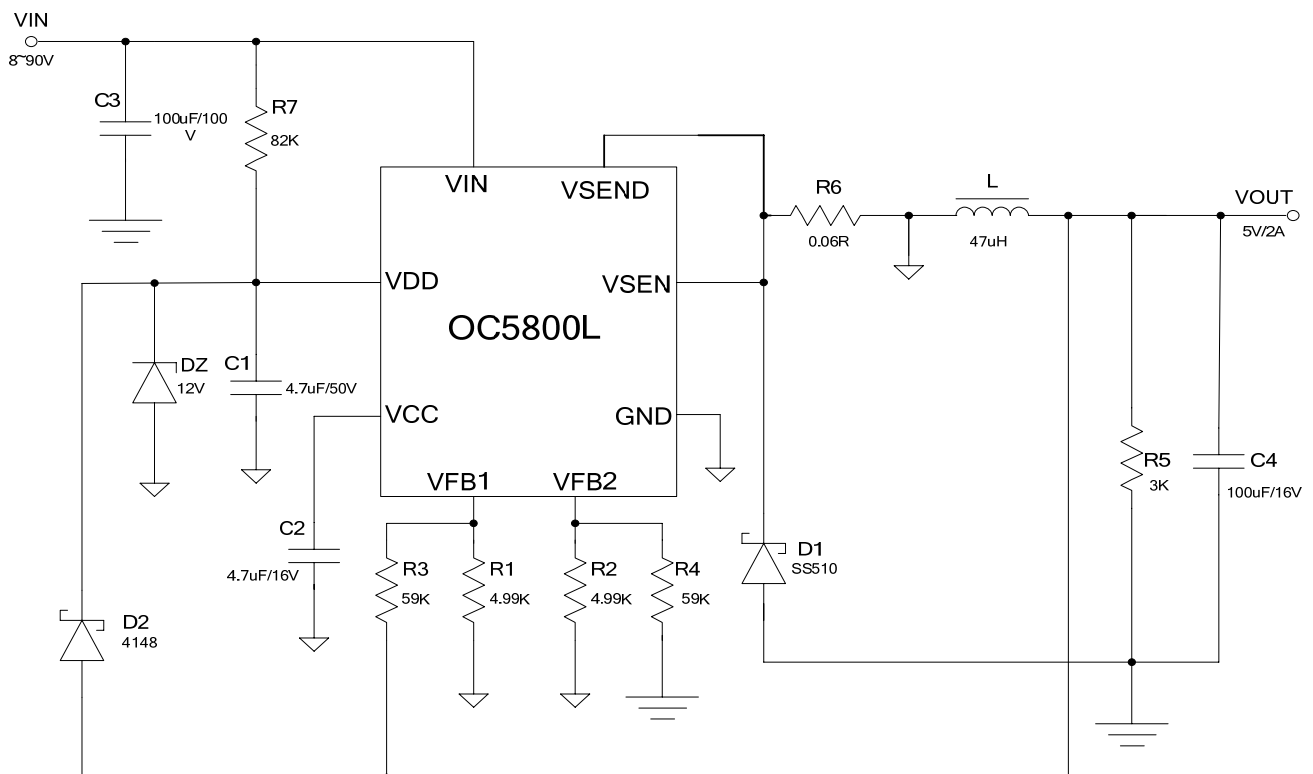 VIN
8~90V
C3
100uF/100
V
R7
82K
VIN
VSEND
R6
0.06R
L
47uH
VOUT
5V/2A
VDD
VSEN
OC5800L
DZ
12V
C1
4.7uF/50V
VCC
GND
VFB1
VFB2
R5
3K
C4
100uF/16V
C2
4.7uF/16V
R3
59K
R1
4.99K
R2
4.99K
R4
59K
D1
SS510
D2
4148